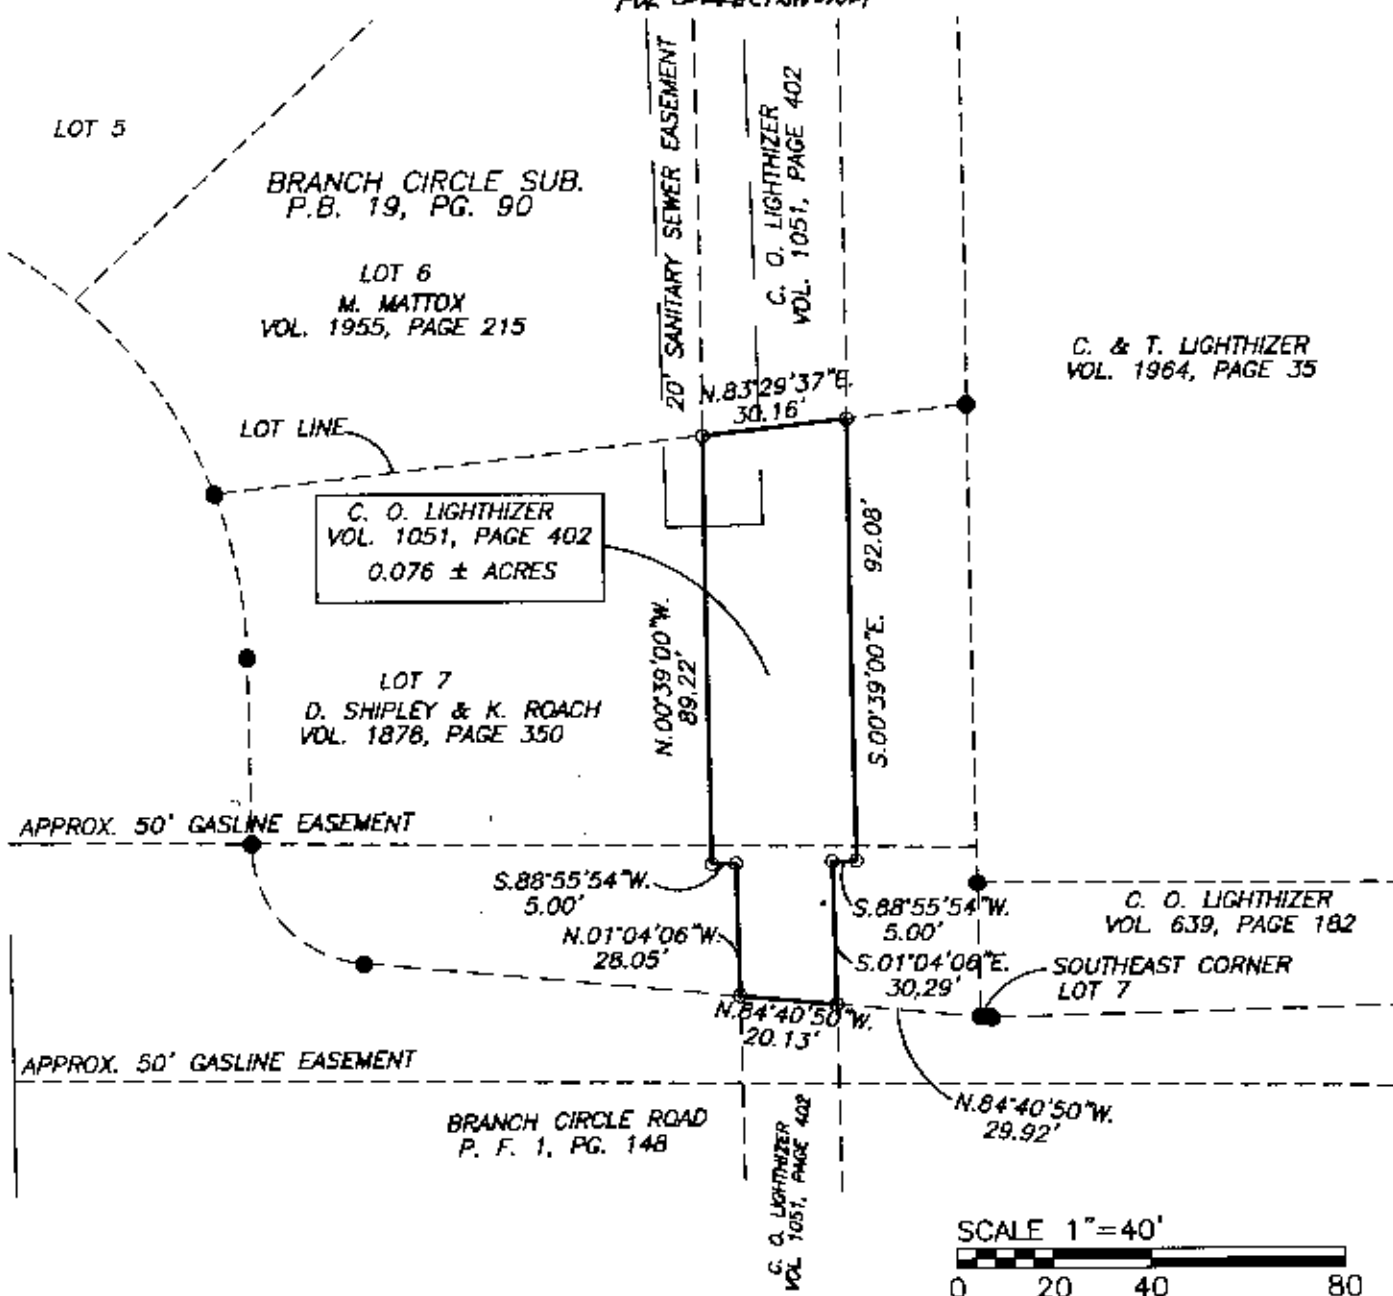 LOT 5
BRANCH CIRCLE SUB.
P.B. 19, PG. 90
LOT 6
M. MATTOX
VOL. 1955, PAGE 215
20' SANITARY SEWER EASEMENT
C. O. LIGHTHIZER
VOL. 1051, PAGE 402
C. & T. LIGHTHIZER
VOL. 1964, PAGE 35
N.83°29'37"E.
30.16'
LOT LINE
C. O. LIGHTHIZER
VOL. 1051, PAGE 402
0.076 ± ACRES
N.00°39'00"W.
89.22'
S.00°39'00"E. 92.08'
LOT 7
D. SHIPLEY & K. ROACH
VOL. 1878, PAGE 350
APPROX. 50' GASLINE EASEMENT
S.88°55'54"W.
5.00'
S.88°55'54"W.
5.00'
C. O. LIGHTHIZER
VOL. 639, PAGE 182
N.01°04'06"W.
28.05'
S.01°04'06"E.
30.29'
SOUTHEAST CORNER
LOT 7
N.84°40'50"W.
20.13'
APPROX. 50' GASLINE EASEMENT
N.84°40'50"W.
29.92'
BRANCH CIRCLE ROAD
P. F. 1, PG. 148
C. O. LIGHTHIZER
VOL. 1051, PAGE 402
SCALE 1"=40'
0 20 40 80